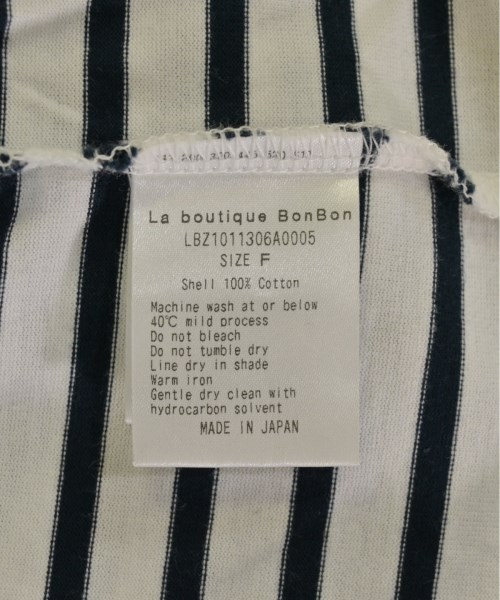 La boutique BonBon
LBZ1011306A0005
SIZE F
Shell 100% Cotton
Machine wash at or below
40℃ mild process
Do not bleach
Do not tumble dry
Line dry in shade
Warm iron
Gentle dry clean with
hydrocarbon solvent
MADE IN JAPAN